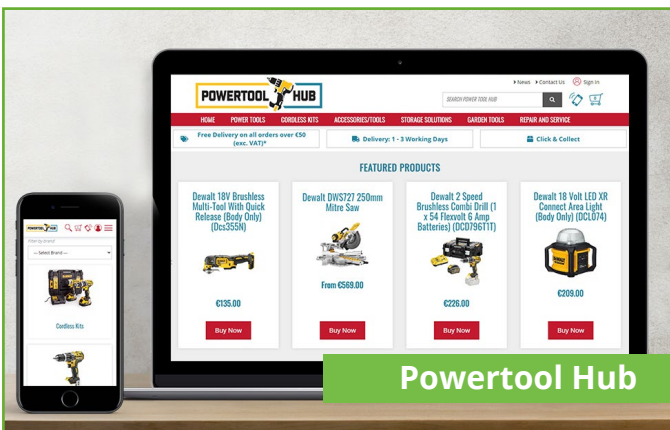 News
Contact Us
Sign In
POWERTOOL HUB
SEARCH POWER TOOL HUB
HOME
POWER TOOLS
CORDLESS KITS
ACCESSORIES/TOOLS
STORAGE SOLUTIONS
GARDEN TOOLS
REPAIR AND SERVICE
Free Delivery on all orders over €50
(exc. VAT)*
Delivery: 1 - 3 Working Days
Click & Collect
FEATURED PRODUCTS
Dewalt 18V Brushless
Multi-Tool With Quick
Release (Body Only)
(Dcs355N)
€135.00
Buy Now
Dewalt DWS727 250mm
Mitre Saw
From €569.00
Buy Now
Dewalt 2 Speed
Brushless Combi Drill (1
x 54 Flexvolt 6 Amp
Batteries) (DCD796T1T)
€226.00
Buy Now
Dewalt 18 Volt LED XR
Connect Area Light
(Body Only) (DCL074)
€209.00
Buy Now
POWERTOOL HUB
Filter by Brand
--- Select Brand ---
Cordless Kits
Powertool Hub